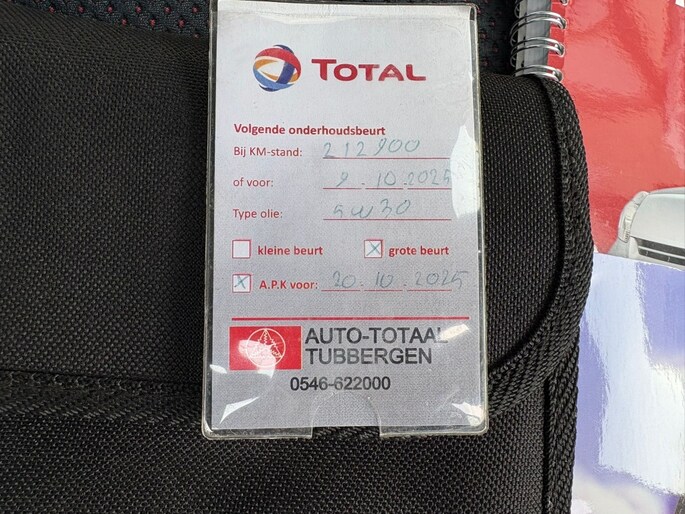 TOTAL
Volgende onderhoudsbeurt
Bij KM-stand: 212900
of voor: 9.10.2025
Type olie: 5w30
kleine beurt
grote beurt
A.P.K voor: 20.10.2025
AUTO-TOTAAL
TUBBERGEN
0546-622000